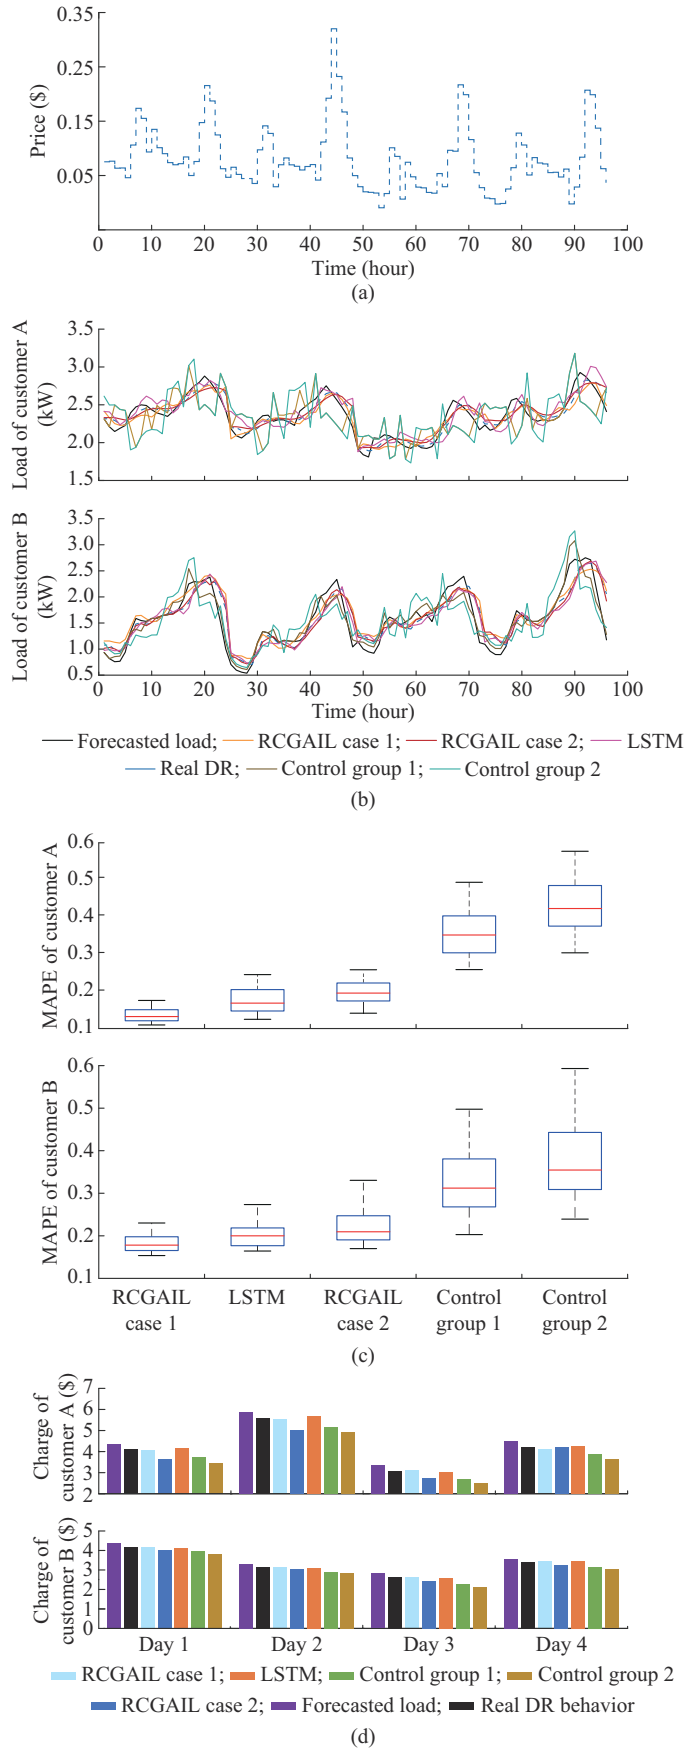 0.35
0.25
0.15
0.05
Price ($)
0 10 20 30 40 50 60 70 80 90 100
Time (hour)
(a)
3.5
3.0
2.5
2.0
1.5
Load of customer A
(kW)
3.5
3.0
2.5
2.0
1.5
1.0
0.5
Load of customer B
(kW)
0 10 20 30 40 50 60 70 80 90 100
Time (hour)
Forecasted load; RCGAIL case 1; RCGAIL case 2; LSTM
Real DR; Control group 1; Control group 2
(b)
0.6
0.5
0.4
0.3
0.2
0.1
MAPE of customer A
0.6
0.5
0.4
0.3
0.2
0.1
MAPE of customer B
RCGAIL LSTM RCGAIL Control Control
case 1 case 2 group 1 group 2
(c)
7
6
5
4
3
2
Charge of
customer A ($)
5
4
3
2
1
0
Charge of
customer B ($)
Day 1 Day 2 Day 3 Day 4
RCGAIL case 1; LSTM; Control group 1; Control group 2
RCGAIL case 2; Forecasted load; Real DR behavior
(d)